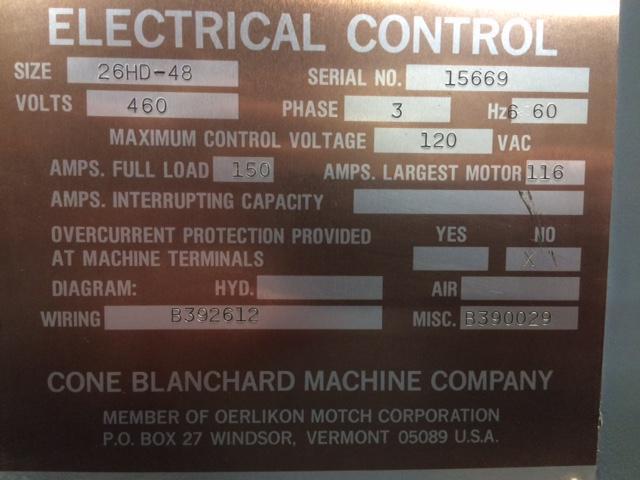 ELECTRICAL CONTROL
SIZE 26HD-48 SERIAL NO. 15669
VOLTS 460 PHASE 3 Hz6 60
MAXIMUM CONTROL VOLTAGE 120 VAC
AMPS. FULL LOAD 150 AMPS. LARGEST MOTOR 116
AMPS. INTERRUPTING CAPACITY
OVERCURRENT PROTECTION PROVIDED YES NO
AT MACHINE TERMINALS X
DIAGRAM: HYD. AIR
WIRING B392612 MISC. B390029
CONE BLANCHARD MACHINE COMPANY
MEMBER OF OERLIKON MOTCH CORPORATION
P.O. BOX 27 WINDSOR, VERMONT 05089 U.S.A.